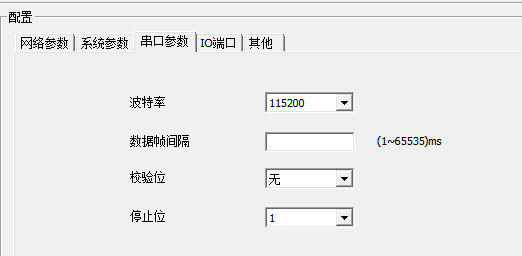 配置
网络参数 系统参数 串口参数 IO端口 其他
波特率 115200
数据帧间隔 (1~65535)ms
校验位 无
停止位 1